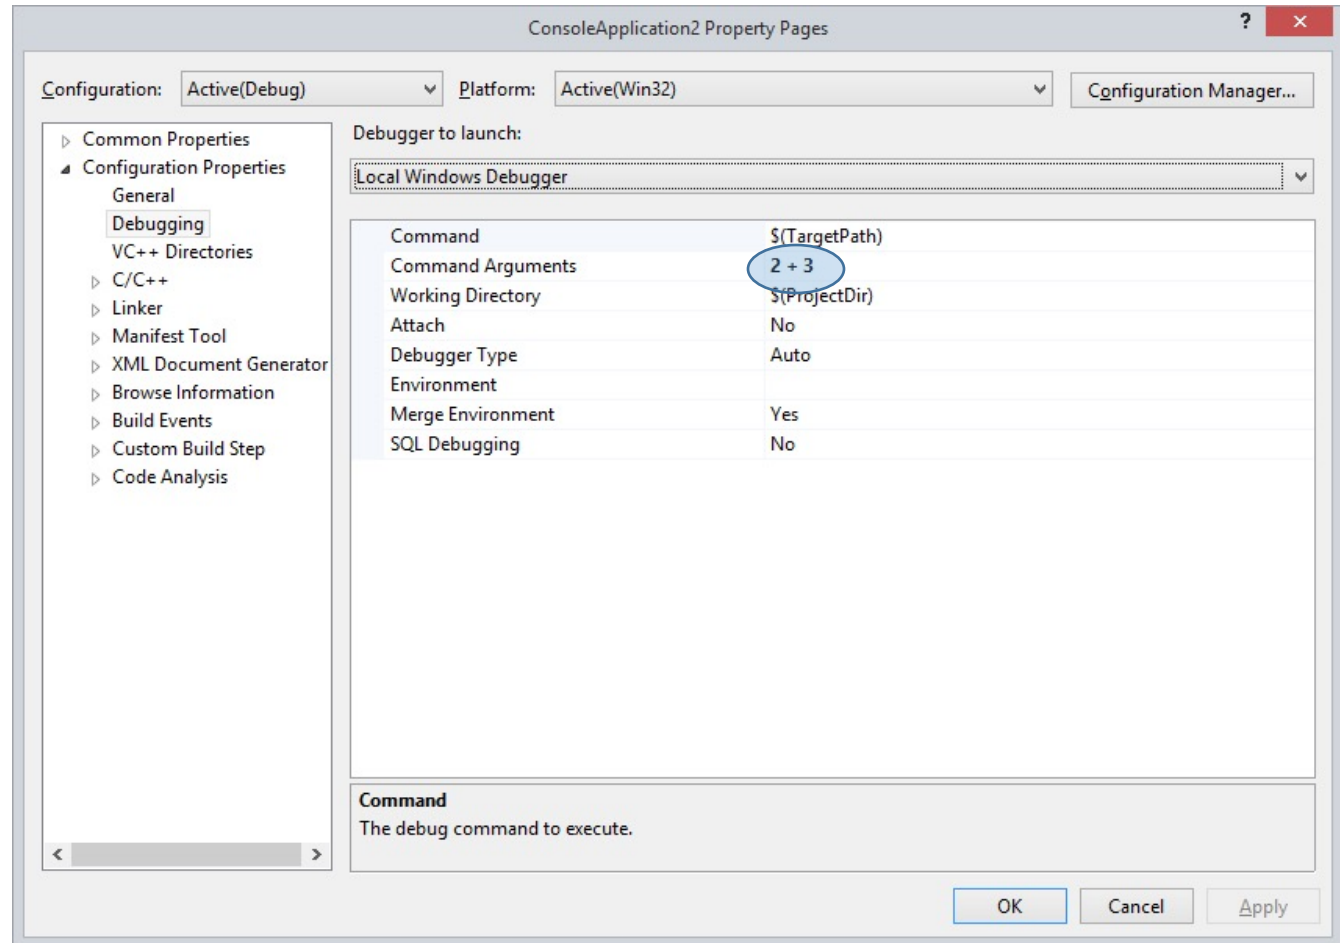 ConsoleApplication2 Property Pages
?
Configuration: Active(Debug) Platform: Active(Win32) Configuration Manager...
Common Properties
Configuration Properties
General
Debugging
VC++ Directories
C/C++
Linker
Manifest Tool
XML Document Generator
Browse Information
Build Events
Custom Build Step
Code Analysis
Debugger to launch:
Local Windows Debugger
Command $(TargetPath)
Command Arguments 2 + 3
Working Directory $(ProjectDir)
Attach No
Debugger Type Auto
Environment
Merge Environment Yes
SQL Debugging No
Command
The debug command to execute.
OK Cancel Apply